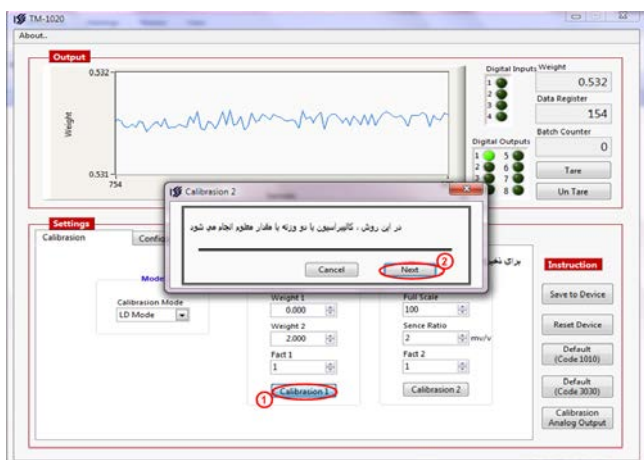 TM-1020
About..
Output
0.532
Weight
0.531
754
Digital Inputs
1
2
3
4
Digital Outputs
1 5
2 6
7
8
Weight
0.532
Data Register
154
Batch Counter
0
Tare
Un Tare
Calibrasion 2
در این روش ، کالیبراسیون با دو وزنه با مقدار معلوم انجام می شود
Cancel
Next
2
Settings
Calibrasion
Config
Mode
Calibrasion Mode
LD Mode
Weight 1
0.000
Weight 2
2.000
Fact 1
1
Calibrasion 1
1
برای
Full Scale
100
Sence Ratio
2 mv/v
Fact 2
1
Calibrasion 2
Instruction
Save to Device
Reset Device
Default
(Code 1010)
Default
(Code 3030)
Calibrasion
Analog Output